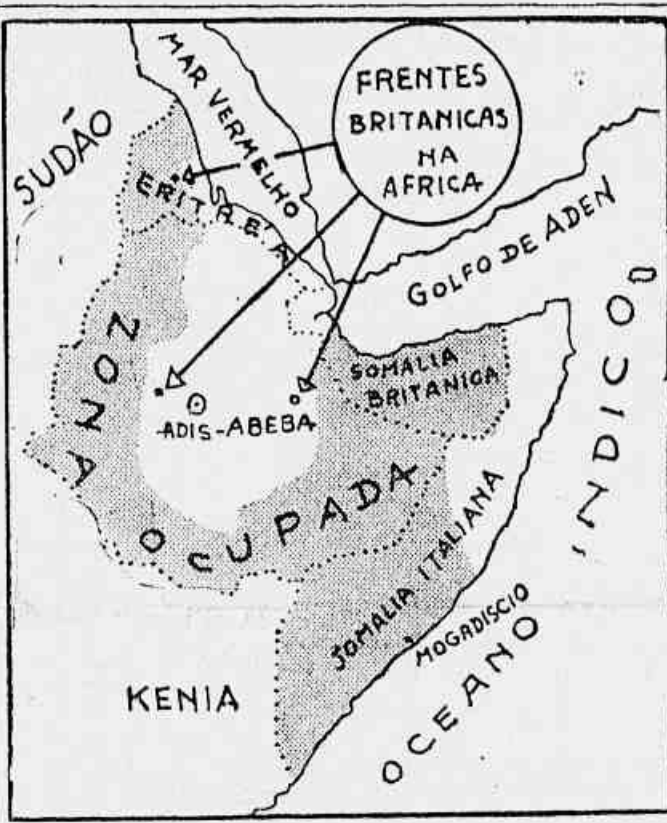 FRENTES
BRITANICAS
NA
AFRICA
MAR VERMELHO
SUDÃO
ERITREA
GOLFO DE ADEN
SOMALIA
BRITANICA
ADIS-ABEBA
ZONA OCUPADA
SOMALIA ITALIANA
MOGADISCIO
KENIA
OCEANO ÍNDICO